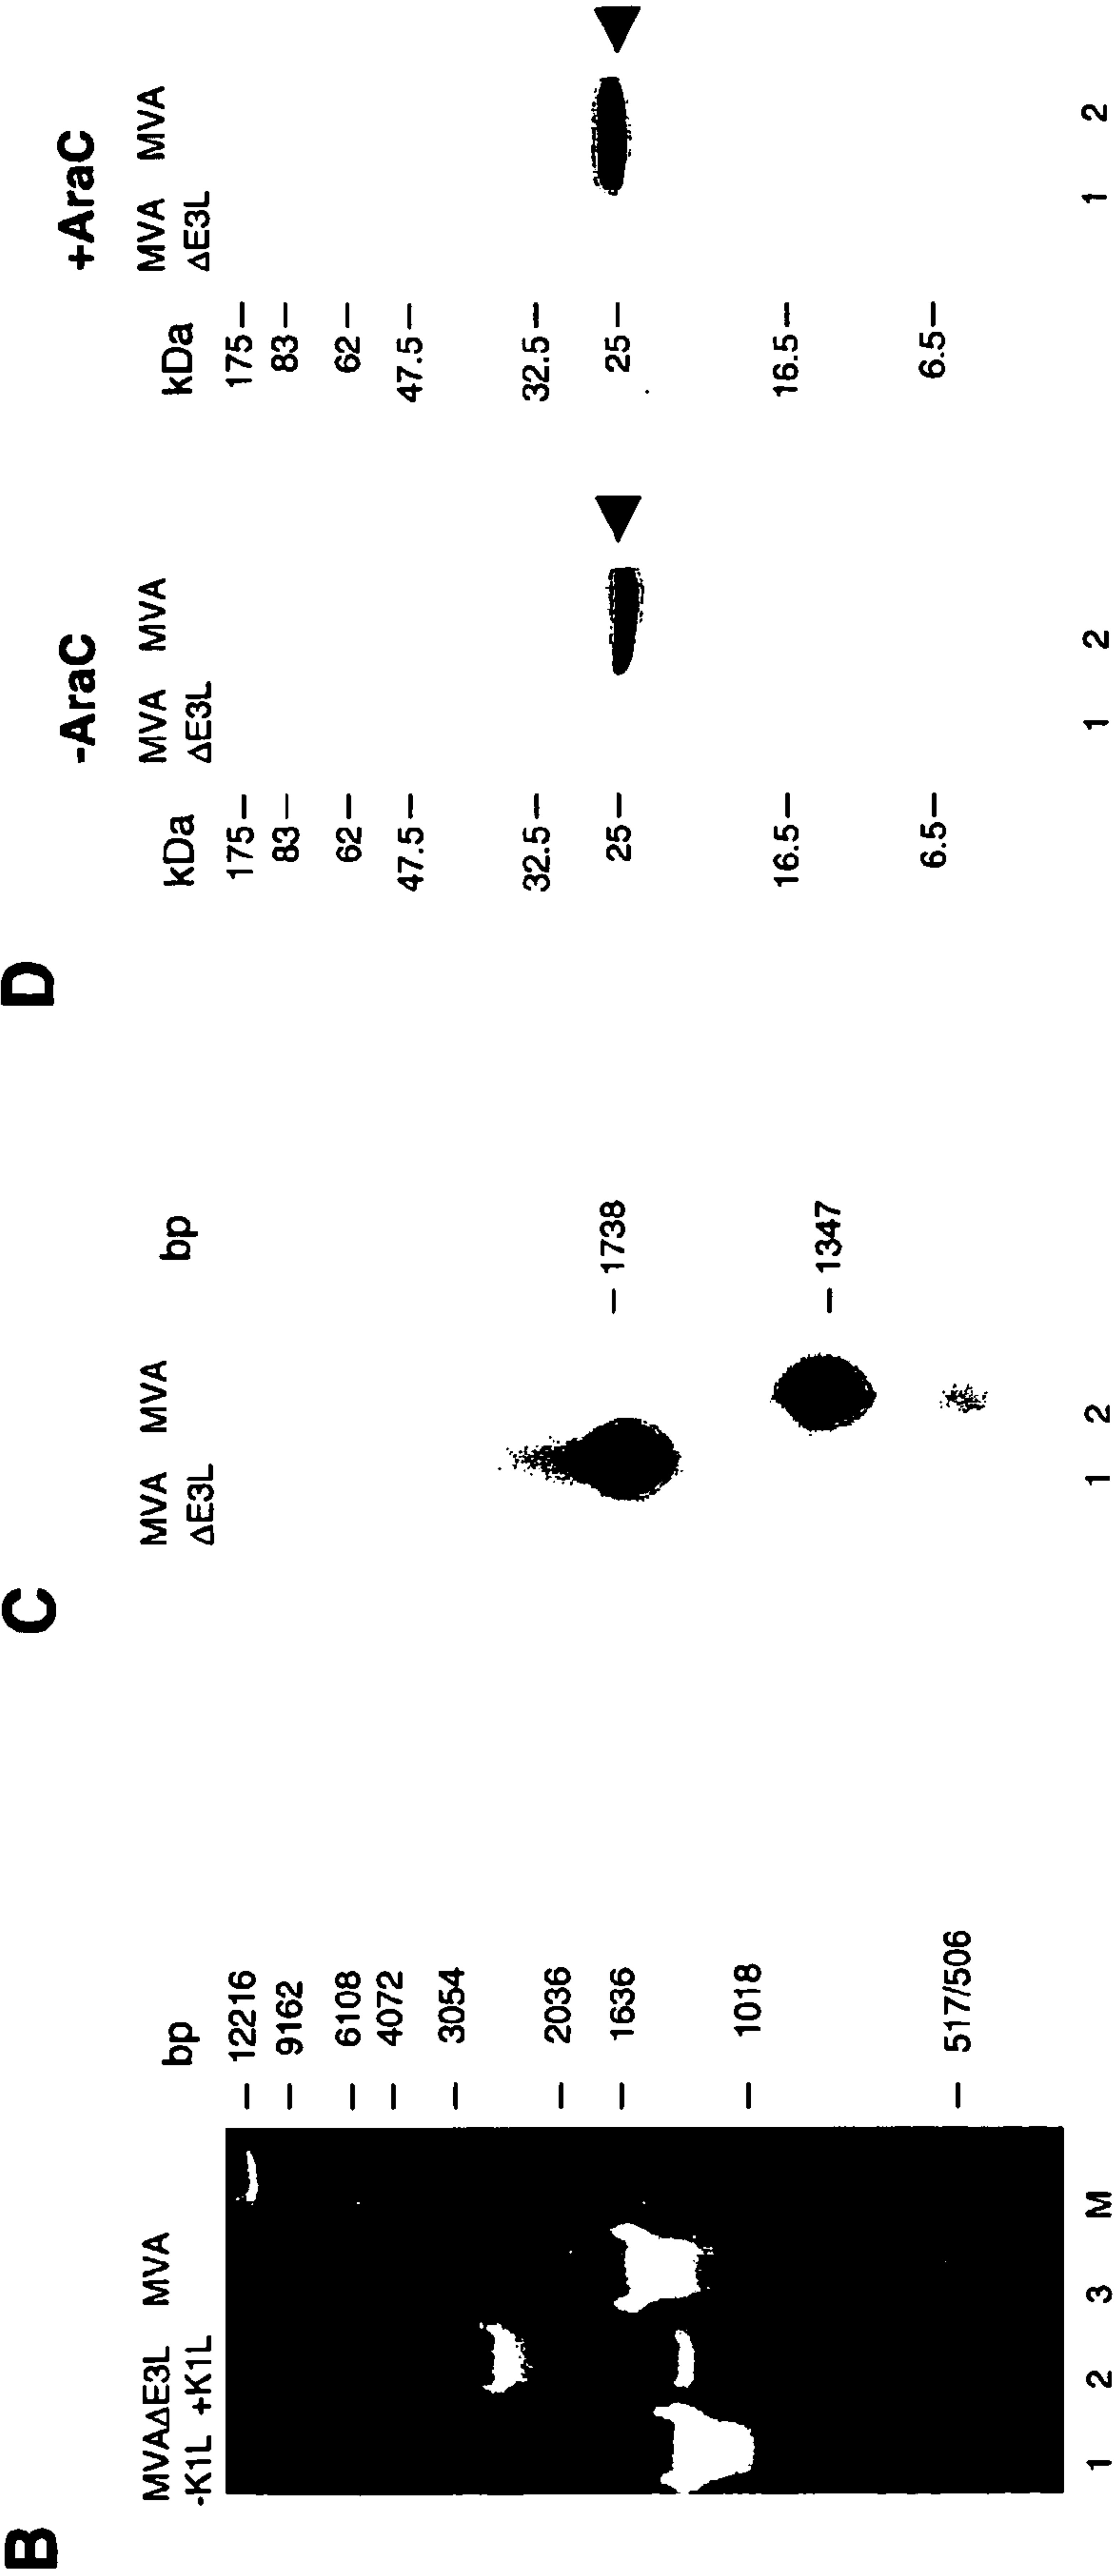 B
MVAΔE3L MVA
-K1L +K1L
bp
12216
9162
6108
4072
3054
2036
1636
1018
517/506
1 2 3 M
C
MVA MVA
ΔE3L
bp
1738
1347
1 2
D
-AraC
MVA MVA
ΔE3L
kDa
175
83
62
47.5
32.5
25
16.5
6.5
1 2
+AraC
MVA MVA
ΔE3L
kDa
175
83
62
47.5
32.5
25
16.5
6.5
1 2